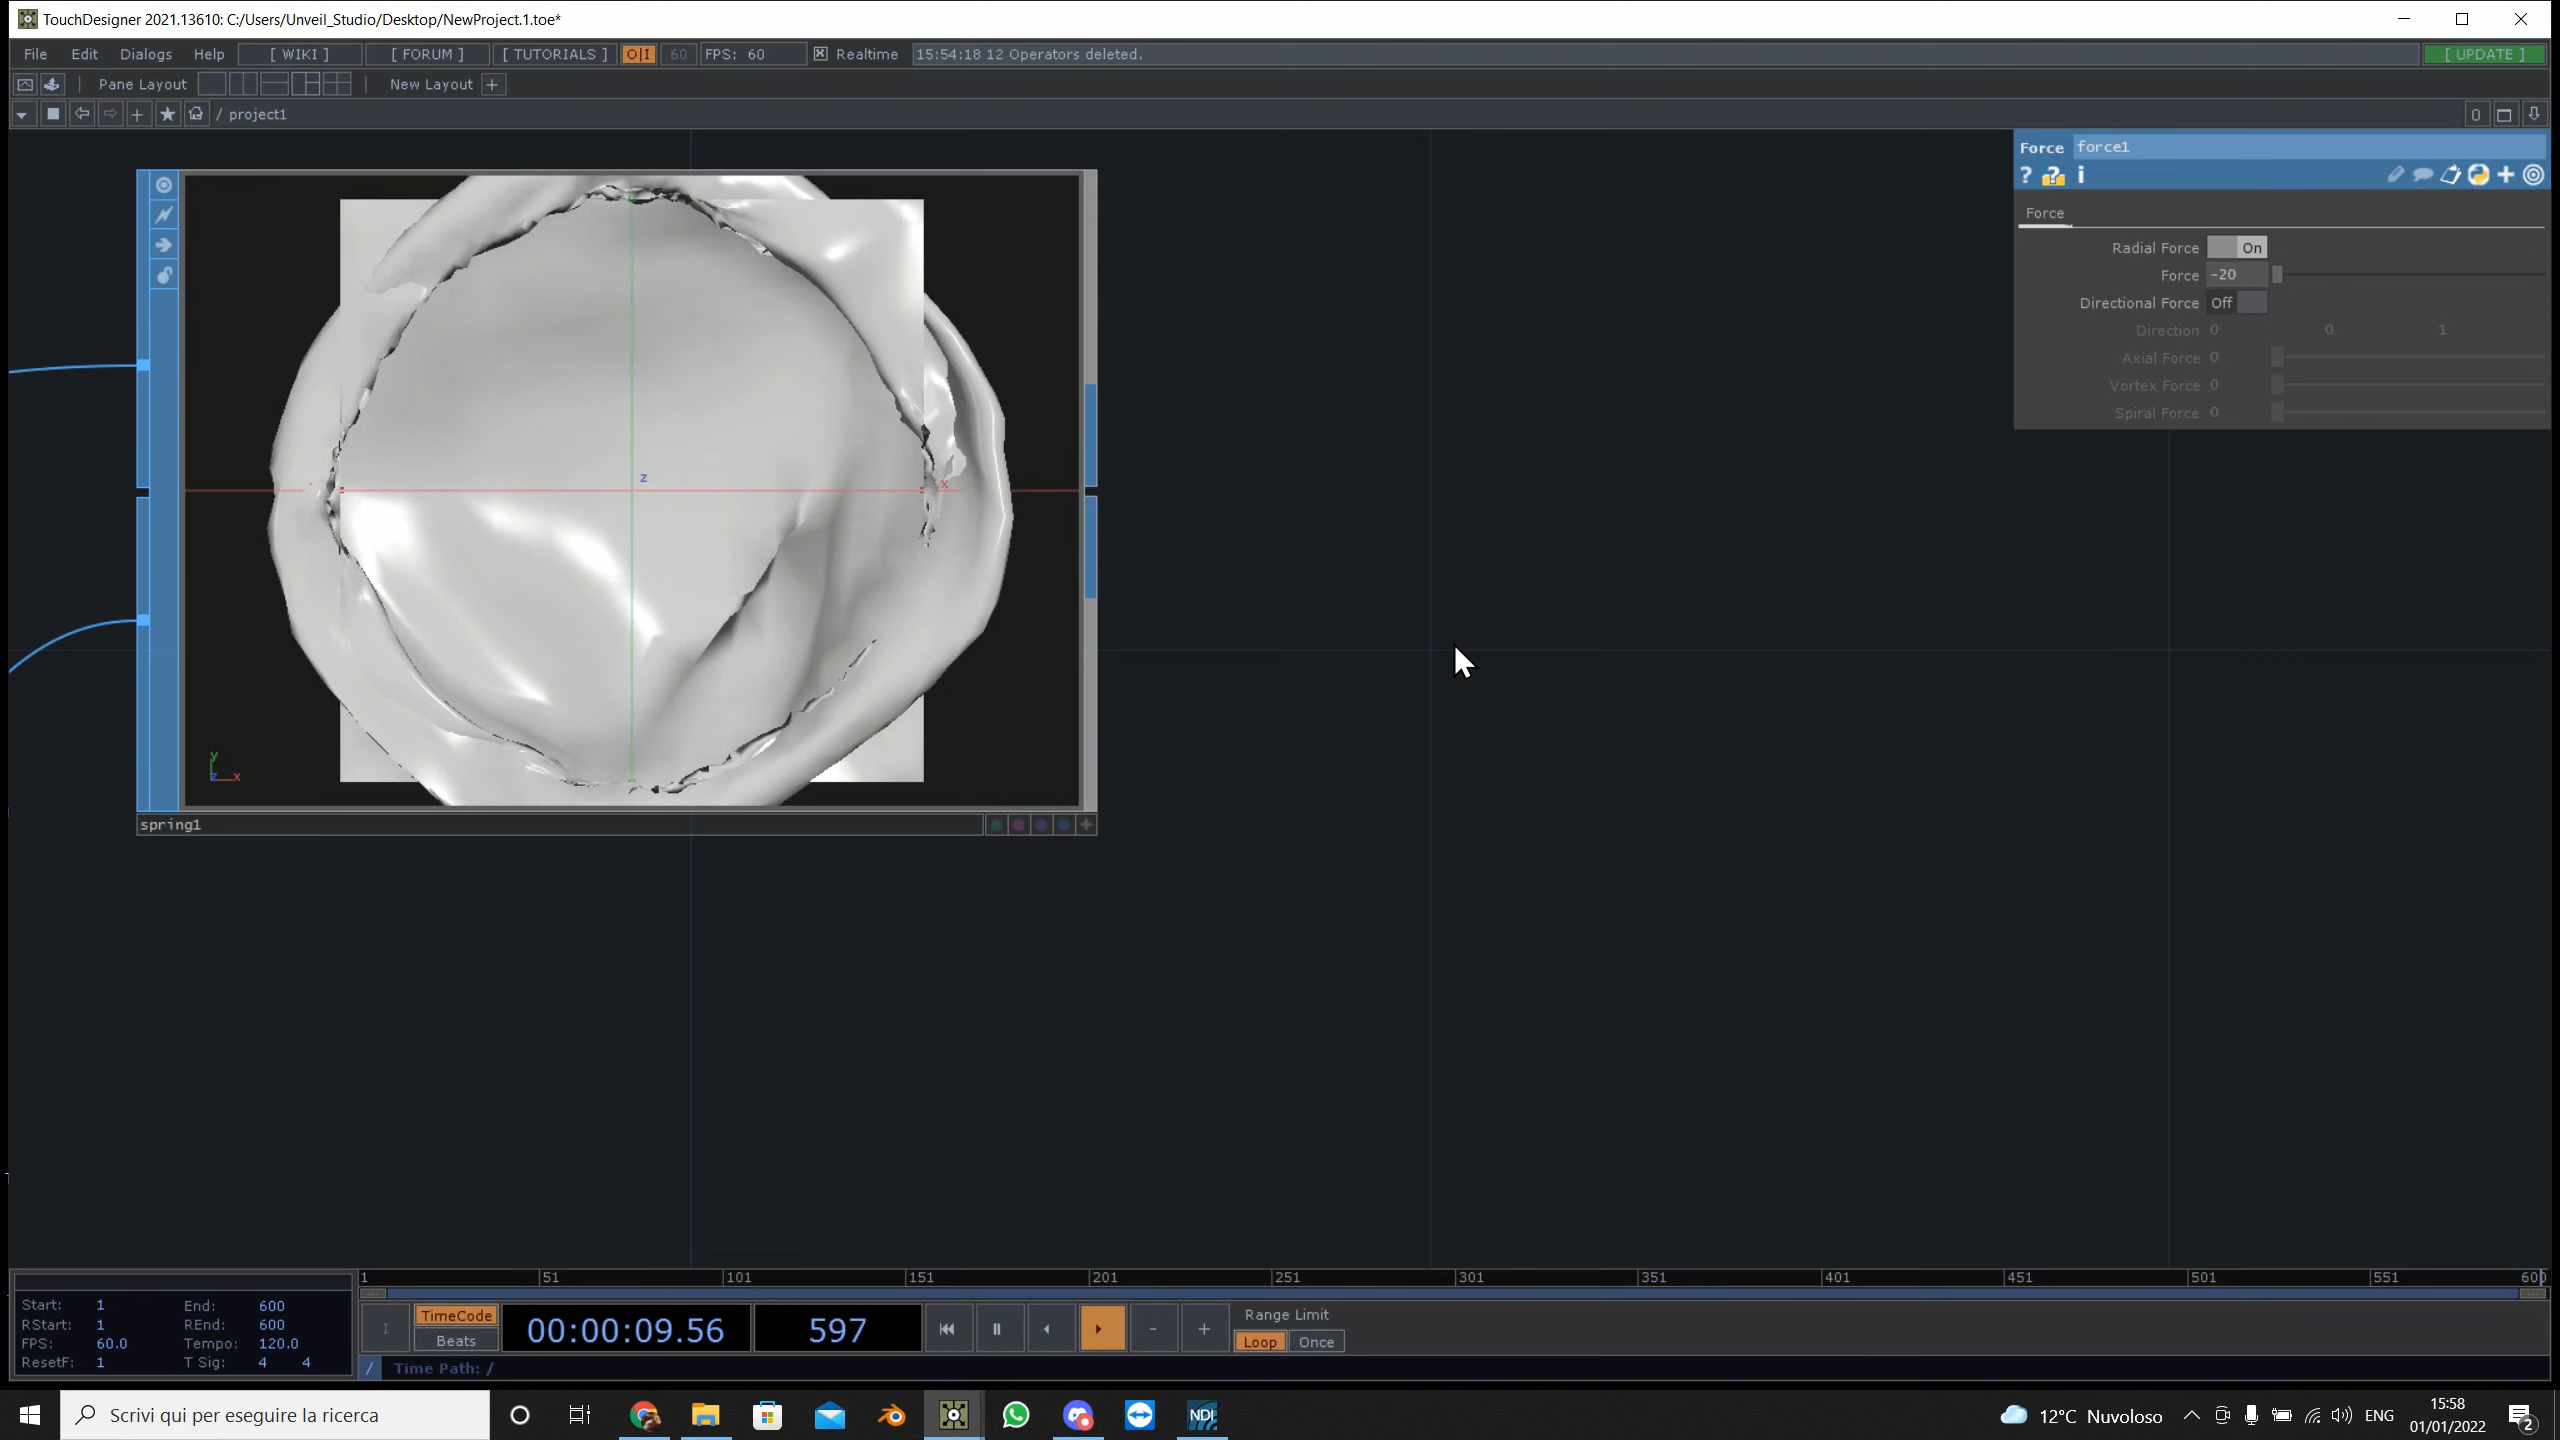 TouchDesigner 2021.13610: C:/Users/Unveil_Studio/Desktop/NewProject.1.toe*
File Edit Dialogs Help [ WIKI ] [ FORUM ] [ TUTORIALS ] O|I 60 FPS: 60 Realtime 15:54:18 12 Operators deleted. [ UPDATE ]
Pane Layout New Layout +
/ project1 0
Force force1
? ? i
Force
Radial Force On
Force -20
Directional Force Off
Direction 0 0 1
Axial Force 0
Vortex Force 0
Spiral Force 0
z
x
y
z x
spring1
1 51 101 151 201 251 301 351 401 451 501 551 600
Start: 1 End: 600
RStart: 1 REnd: 600
FPS: 60.0 Tempo: 120.0
ResetF: 1 T Sig: 4 4
I TimeCode Beats 00:00:09.56 597 - + Range Limit
Loop Once
/ Time Path: /
Scrivi qui per eseguire la ricerca
NDI
12°C Nuvoloso ENG
15:58
01/01/2022
2